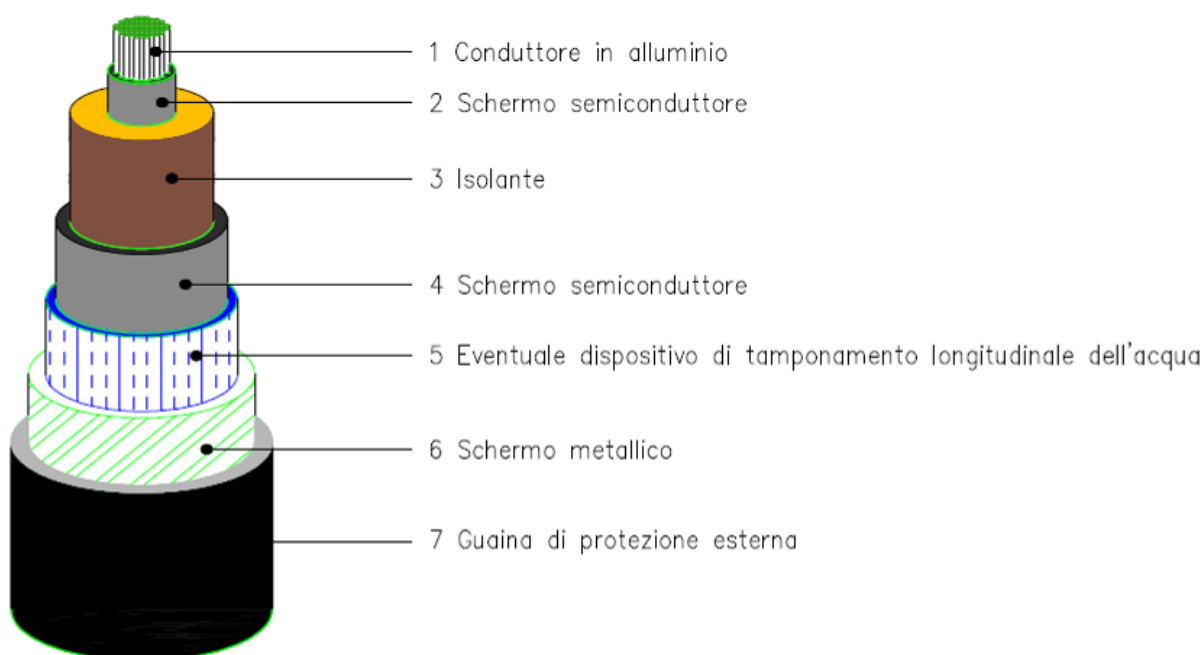 1 Conduttore in alluminio
2 Schermo semiconduttore
3 Isolante
4 Schermo semiconduttore
5 Eventuale dispositivo di tamponamento longitudinale dell'acqua
6 Schermo metallico
7 Guaina di protezione esterna